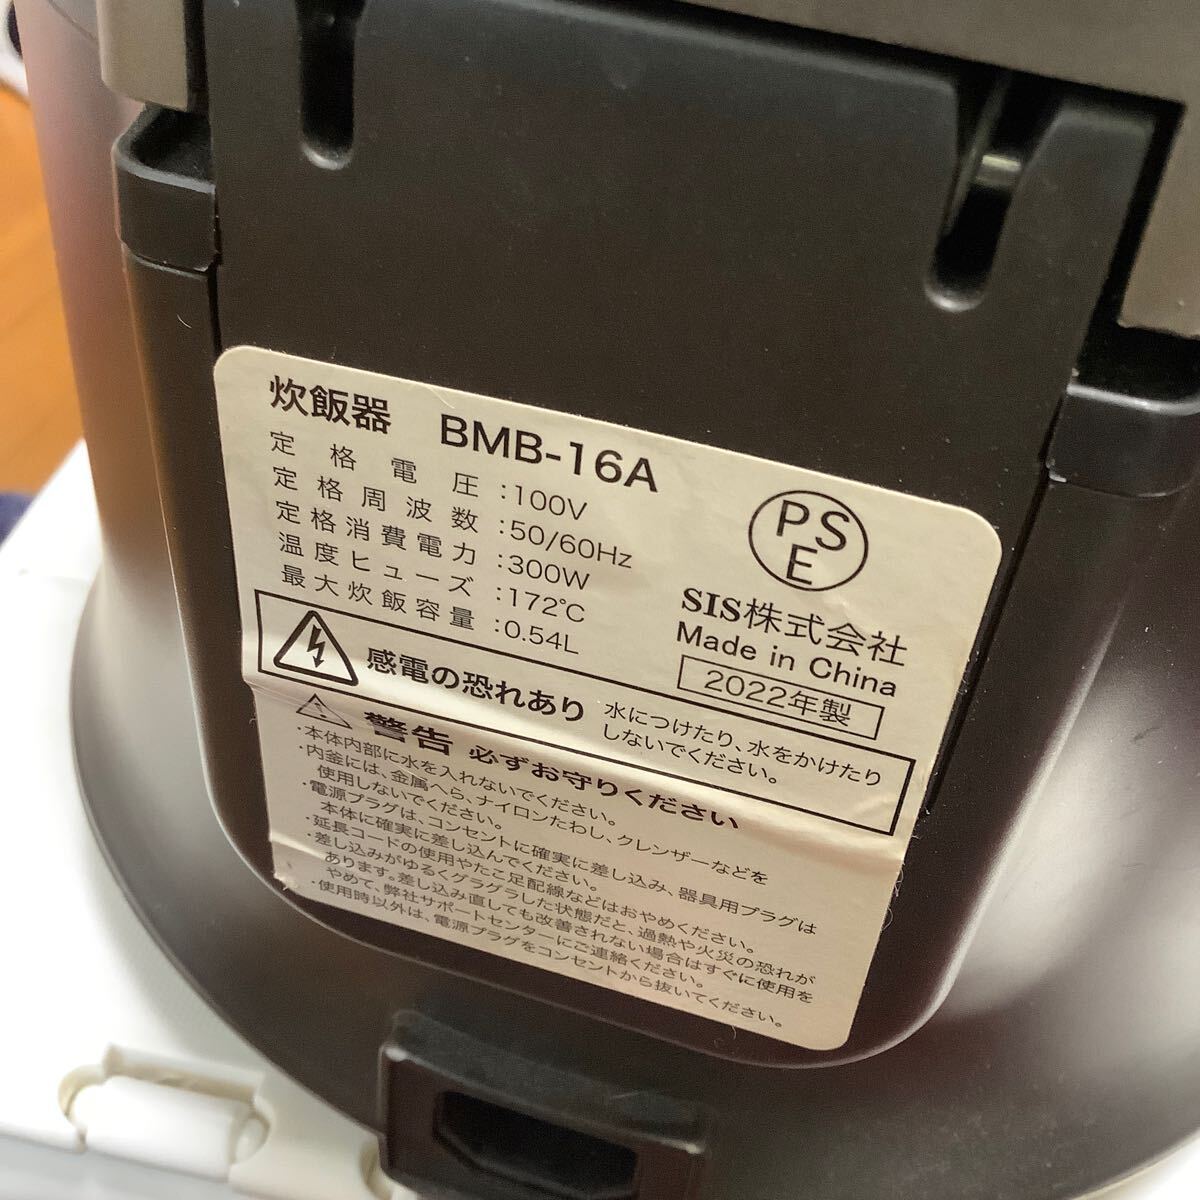 炊飯器 BMB-16A
定格電圧:100V
定格周波数:50/60Hz
定格消費電力:300W
温度ヒューズ:172℃
最大炊飯容量:0.54L
PS
E
SIS株式会社
Made in China
2022年製
感電の恐れあり
水につけたり、水をかけたり
しないでください。
警告 必ずお守りください
・本体内部に水を入れないでください。
・内釜には、金属へら、ナイロンたわし、クレンザーなどを
使用しないでください。
・電源プラグは、コンセントに確実に差し込み、器具用プラグは
本体に確実に差し込んでください。
・延長コードの使用やたこ足配線などはおやめください。
・差し込みがゆるくグラグラした状態だと、過熱や火災の恐れが
あります。差し込み直しても改善されない場合はすぐに使用を
やめて、弊社サポートセンターにご連絡ください。
・使用時以外は、電源プラグをコンセントから抜いてください。